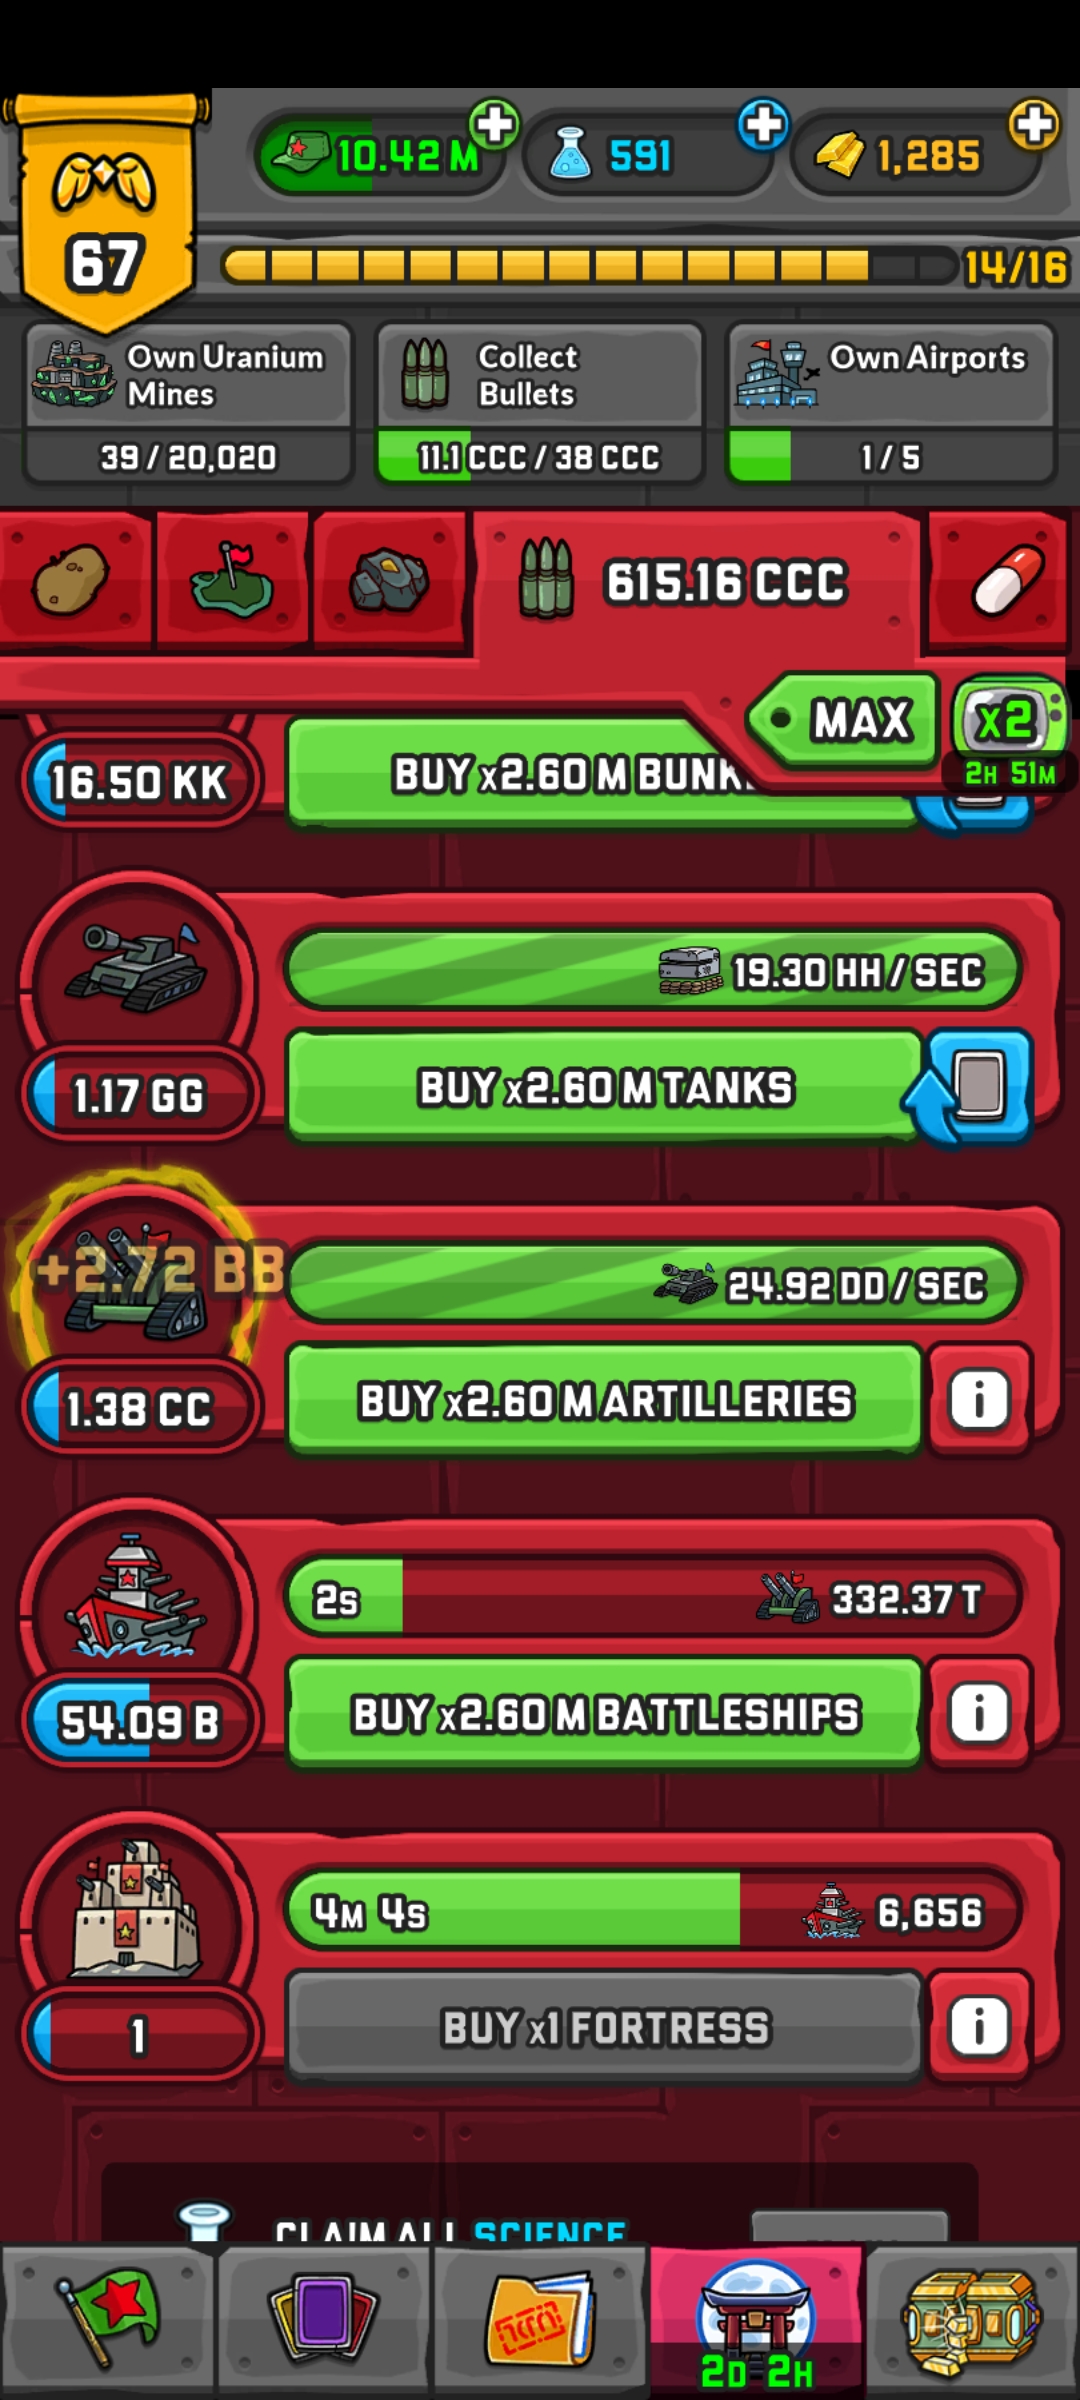 67
10.42 M
591
1,285
14/16
Own Uranium
Mines
39 / 20,020
Collect
Bullets
11.1 CCC / 38 CCC
Own Airports
1 / 5
615.16 CCC
MAX
x2
2H 51M
16.50 KK
BUY x2.60 M BUNK
19.30 HH / SEC
1.17 GG
BUY x2.60 M TANKS
+2.72 BB
24.92 DD / SEC
1.38 CC
BUY x2.60 M ARTILLERIES
i
2S
332.37 T
54.09 B
BUY x2.60 M BATTLESHIPS
i
4M 4S
6,656
1
BUY x1 FORTRESS
i
CLAIM ALL SCIENCE
2D 2H